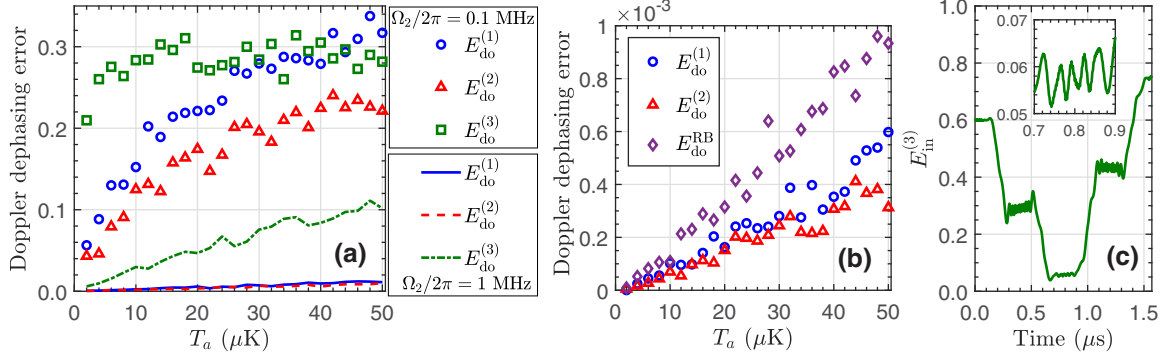 Doppler dephasing error
0.3
0.2
0.1
0.0
0 10 20 30 40 50
T_a (μK)
(a)
Ω₂/2π = 0.1 MHz
E_do^(1)
E_do^(2)
E_do^(3)
E_do^(1)
E_do^(2)
E_do^(3)
Ω₂/2π = 1 MHz
×10⁻³
Doppler dephasing error
1
0.8
0.6
0.4
0.2
0
0 10 20 30 40 50
T_a (μK)
(b)
E_do^(1)
E_do^(2)
E_do^RB
E_in^(3)
1.0
0.8
0.6
0.4
0.2
0.0
0.0 0.5 1.0 1.5
Time (μs)
(c)
0.07
0.06
0.05
0.7 0.8 0.9